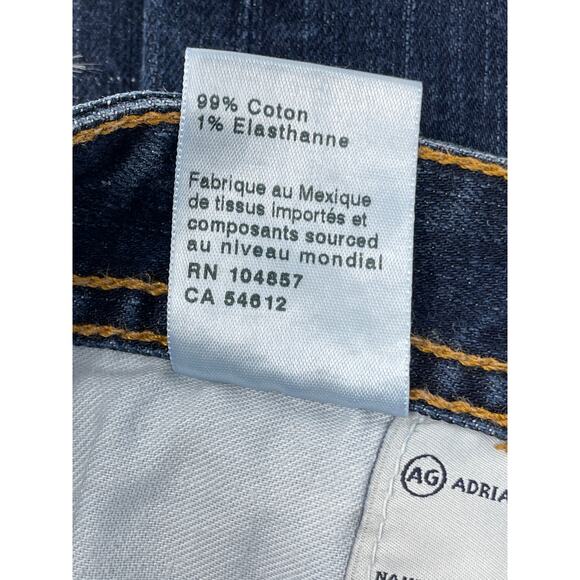 99% Coton
1% Elasthanne
Fabrique au Mexique
de tissus importés et
composants sourced
au niveau mondial
RN 104857
CA 54612
AG ADRIA